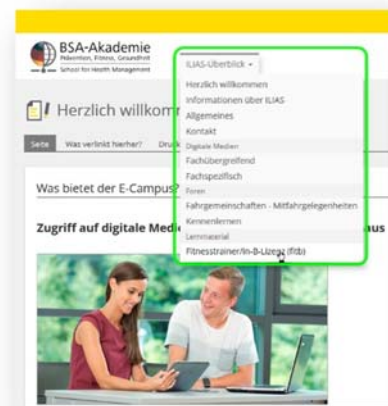 BSA-Akademie
Prävention, Fitness, Gesundheit
School for Health Management
ILIAS-Überblick
Herzlich willkommen
Informationen über ILIAS
Allgemeines
Kontakt
Digitale Medien
Fachübergreifend
Fachspezifisch
Foren
Fahrgemeinschaften - Mitfahrgelegenheiten
Kennenlernen
Lernmaterial
Fitnesstrainer/in-B-Lizenz (fitb)
Herzlich willkom
Seite Was verlinkt hierher? Druc
Was bietet der E-Campus?
Zugriff auf digitale Medi aus